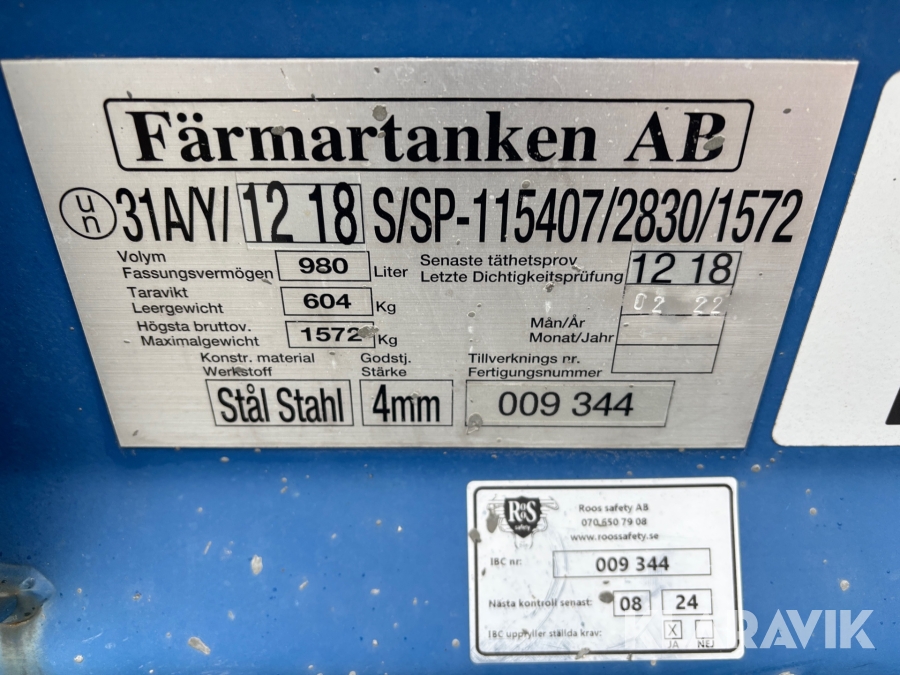 Färmartanken AB
un 31A/Y/ 12 18 S/SP-115407/2830/1572
Volym
Fassungsvermögen 980 Liter
Senaste täthetsprov
Letzte Dichtigkeitsprüfung 12 18
02 22
Taravikt
Leergewicht 604 Kg
Mån/År
Monat/Jahr
Högsta bruttov.
Maximalgewicht 1572 Kg
Konstr. material
Werkstoff
Godstj.
Stärke
Tillverknings nr.
Fertigungsnummer
Stål Stahl 4mm 009 344
RooS
safety
Roos safety AB
070 650 79 08
www.roossafety.se
IBC nr: 009 344
Nästa kontroll senast: 08 24
IBC uppfyller ställda krav: X
JA NEJ
KLARAVIK